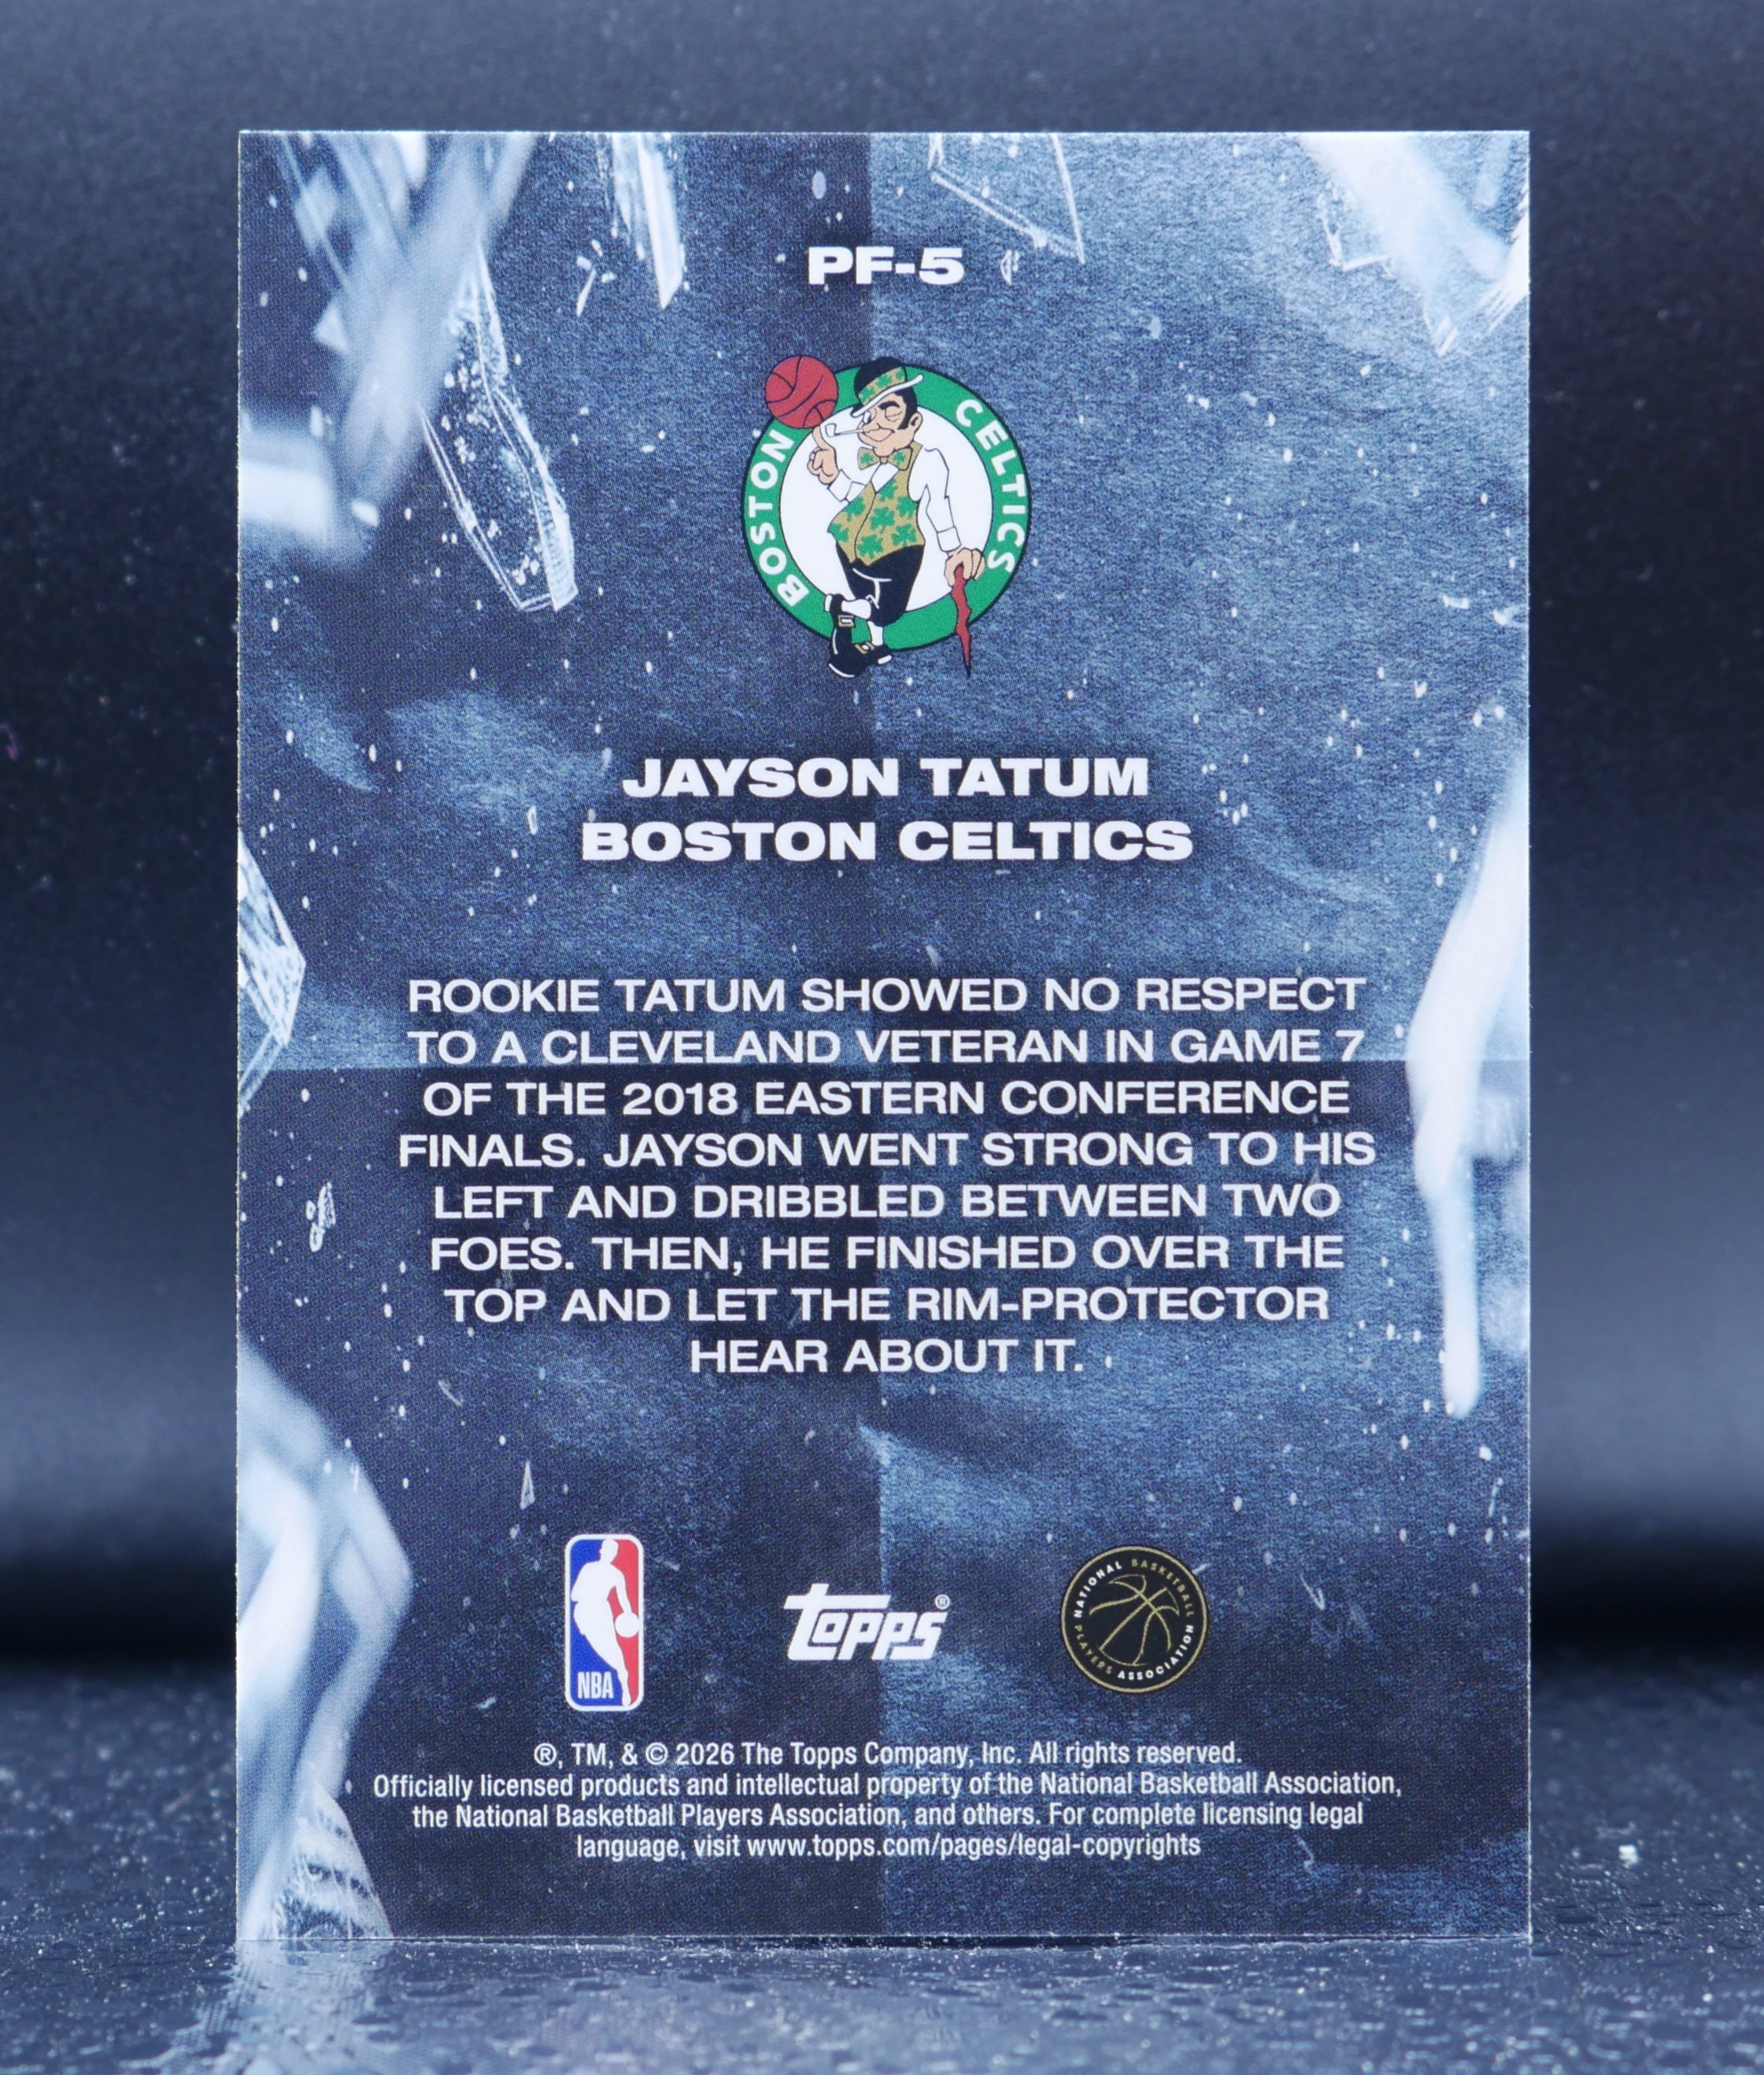 PF-5
BOSTON CELTICS
JAYSON TATUM
BOSTON CELTICS
ROOKIE TATUM SHOWED NO RESPECT
TO A CLEVELAND VETERAN IN GAME 7
OF THE 2018 EASTERN CONFERENCE
FINALS. JAYSON WENT STRONG TO HIS
LEFT AND DRIBBLED BETWEEN TWO
FOES. THEN, HE FINISHED OVER THE
TOP AND LET THE RIM-PROTECTOR
HEAR ABOUT IT.
NBA
topps®
NATIONAL BASKETBALL PLAYERS ASSOCIATION
®, TM, & © 2026 The Topps Company, Inc. All rights reserved.
Officially licensed products and intellectual property of the National Basketball Association,
the National Basketball Players Association, and others. For complete licensing legal
language, visit www.topps.com/pages/legal-copyrights